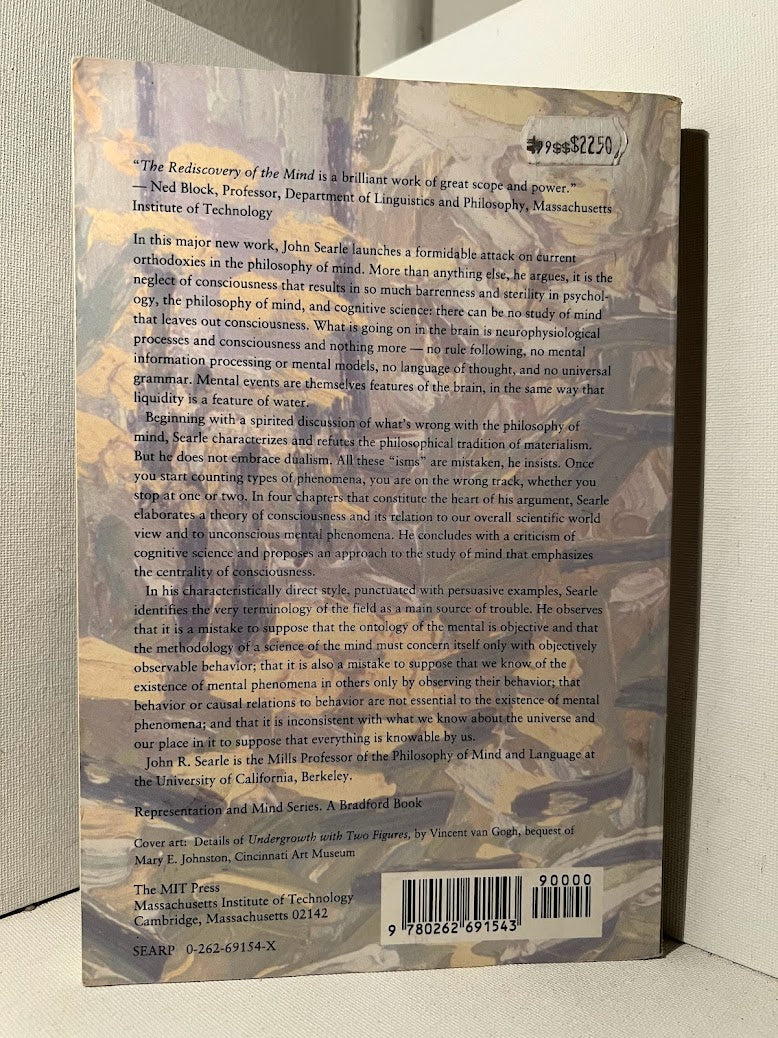 $22.50
“The Rediscovery of the Mind is a brilliant work of great scope and power.”
— Ned Block, Professor, Department of Linguistics and Philosophy, Massachusetts
Institute of Technology
In this major new work, John Searle launches a formidable attack on current
orthodoxies in the philosophy of mind. More than anything else, he argues, it is the
neglect of consciousness that results in so much barrenness and sterility in psychol-
ogy, the philosophy of mind, and cognitive science: there can be no study of mind
that leaves out consciousness. What is going on in the brain is neurophysiological
processes and consciousness and nothing more — no rule following, no mental
information processing or mental models, no language of thought, and no universal
grammar. Mental events are themselves features of the brain, in the same way that
liquidity is a feature of water.
Beginning with a spirited discussion of what's wrong with the philosophy of
mind, Searle characterizes and refutes the philosophical tradition of materialism.
But he does not embrace dualism. All these “isms” are mistaken, he insists. Once
you start counting types of phenomena, you are on the wrong track, whether you
stop at one or two. In four chapters that constitute the heart of his argument, Searle
elaborates a theory of consciousness and its relation to our overall scientific world
view and to unconscious mental phenomena. He concludes with a criticism of
cognitive science and proposes an approach to the study of mind that emphasizes
the centrality of consciousness.
In his characteristically direct style, punctuated with persuasive examples, Searle
identifies the very terminology of the field as a main source of trouble. He observes
that it is a mistake to suppose that the ontology of the mental is objective and that
the methodology of a science of the mind must concern itself only with objectively
observable behavior; that it is also a mistake to suppose that we know of the
existence of mental phenomena in others only by observing their behavior; that
behavior or causal relations to behavior are not essential to the existence of mental
phenomena; and that it is inconsistent with what we know about the universe and
our place in it to suppose that everything is knowable by us.
John R. Searle is the Mills Professor of the Philosophy of Mind and Language at
the University of California, Berkeley.
Representation and Mind Series. A Bradford Book
Cover art: Details of Undergrowth with Two Figures, by Vincent van Gogh, bequest of
Mary E. Johnston, Cincinnati Art Museum
The MIT Press
Massachusetts Institute of Technology
Cambridge, Massachusetts 02142
SEARP 0-262-69154-X
90000
9 780262 691543